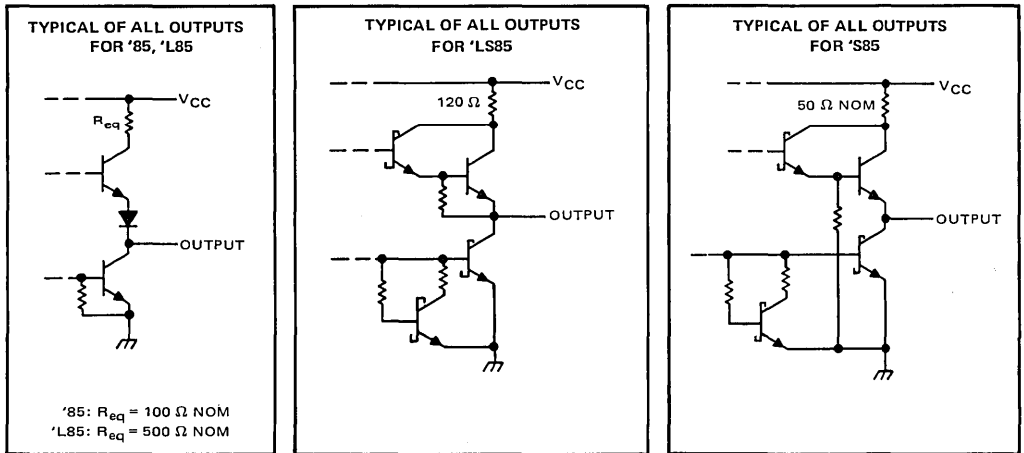 TYPICAL OF ALL OUTPUTS
FOR '85, 'L85
VCC
Req
OUTPUT
'85: Req = 100 Ω NOM
'L85: Req = 500 Ω NOM
TYPICAL OF ALL OUTPUTS
FOR 'LS85
VCC
120 Ω
OUTPUT
TYPICAL OF ALL OUTPUTS
FOR 'S85
VCC
50 Ω NOM
OUTPUT